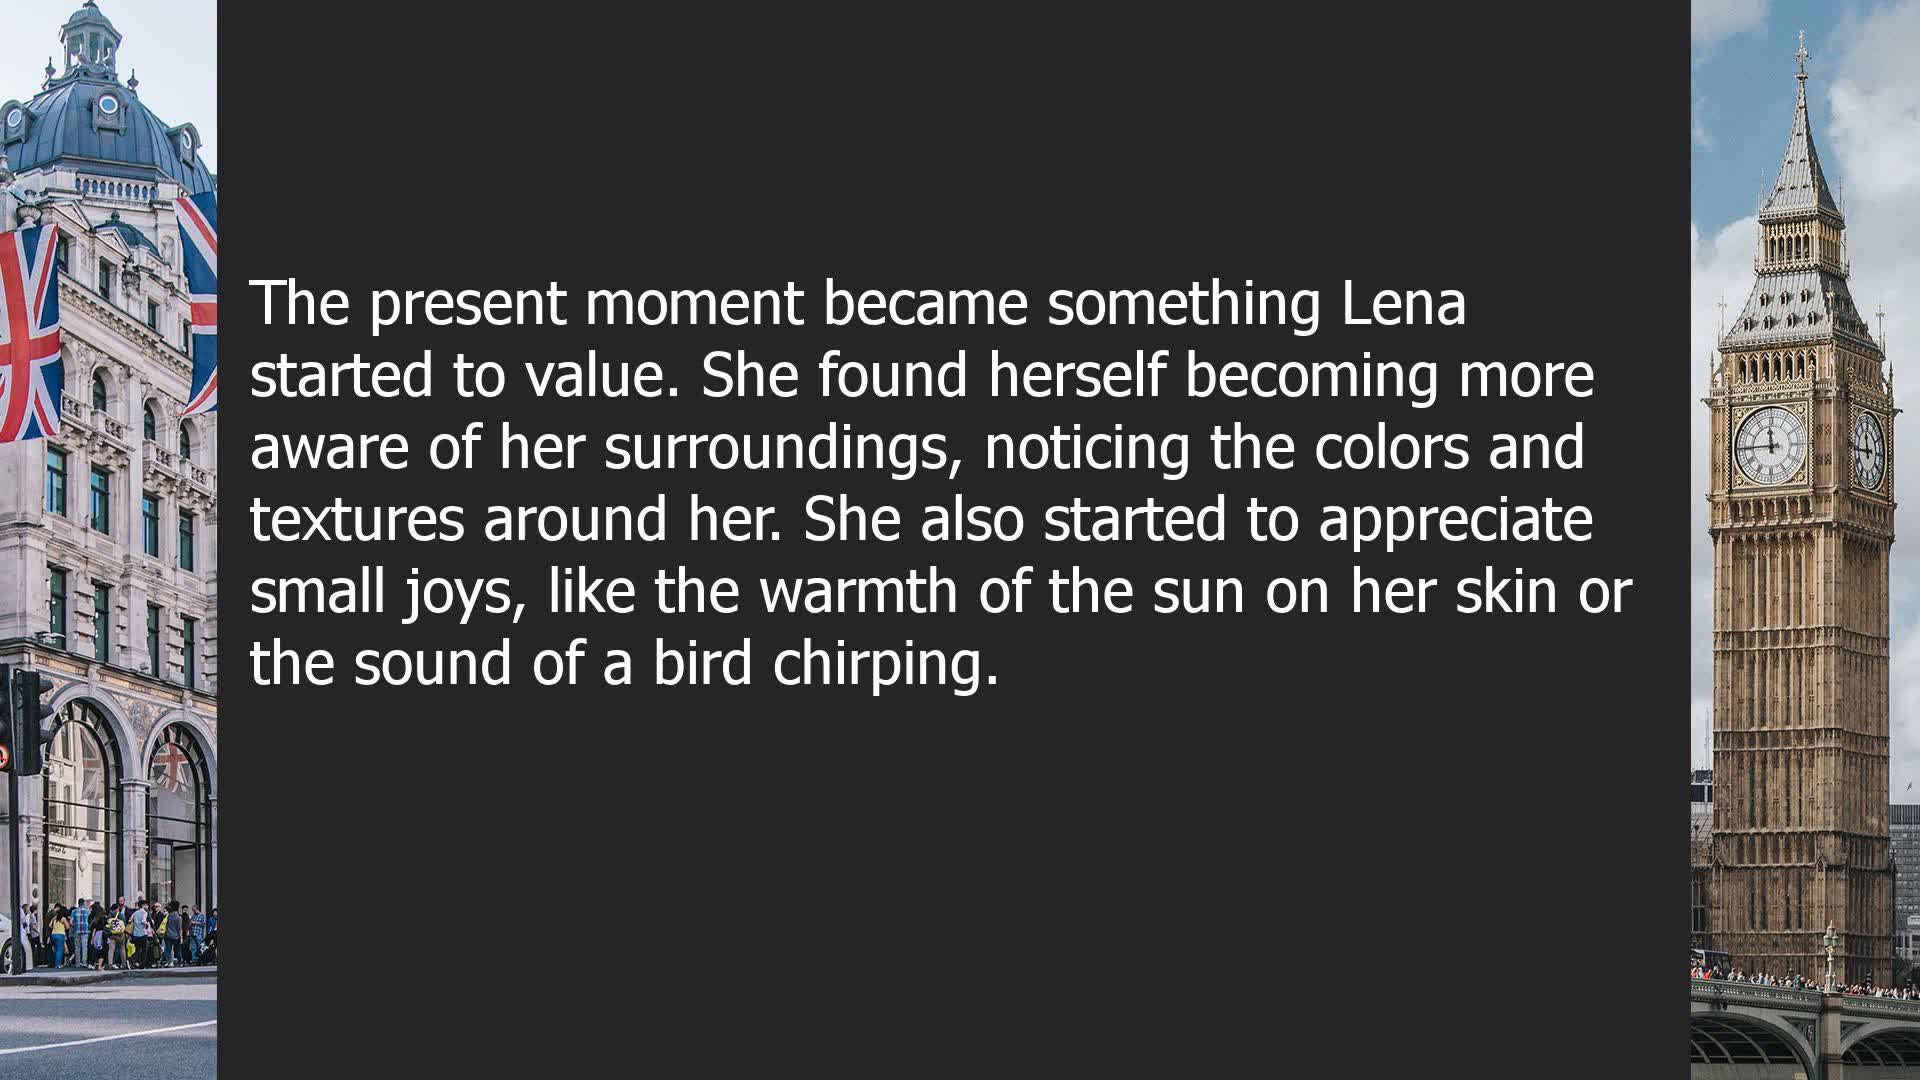 The present moment became something Lena
started to value. She found herself becoming more
aware of her surroundings, noticing the colors and
textures around her. She also started to appreciate
small joys, like the warmth of the sun on her skin or
the sound of a bird chirping.